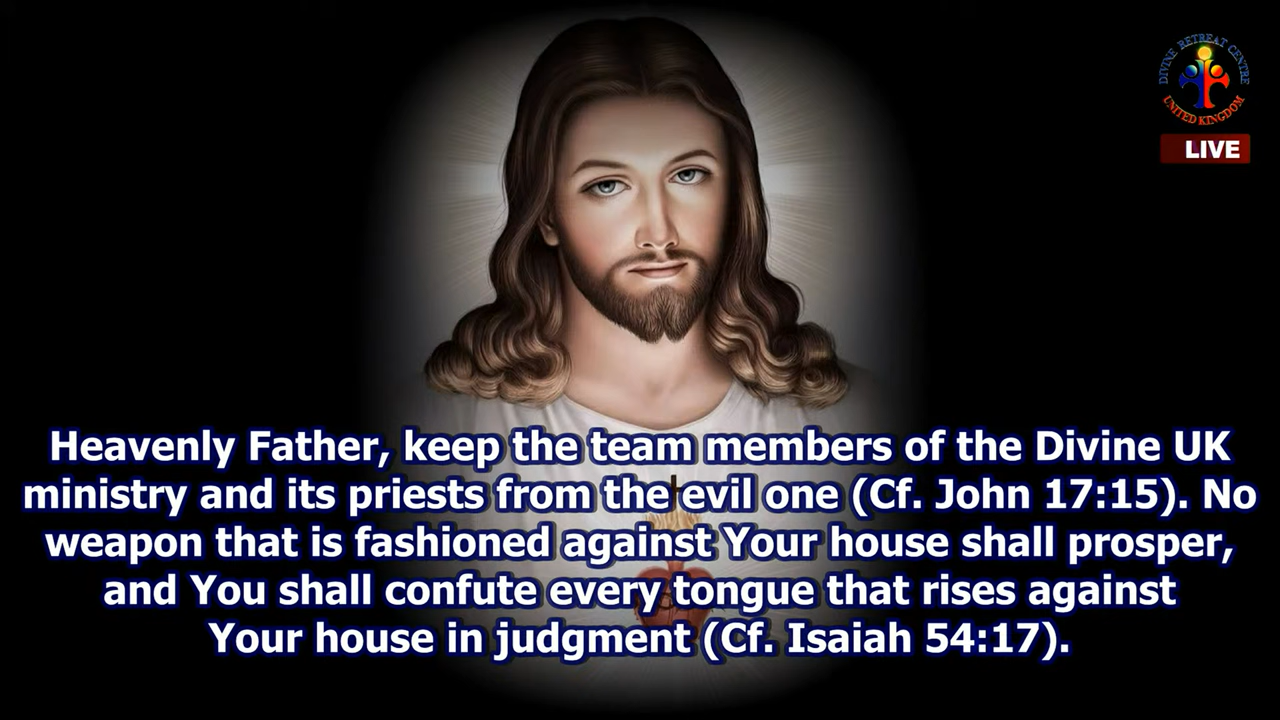 DIVINE RETREAT CENTRE
UNITED KINGDOM
LIVE
Heavenly Father, keep the team members of the Divine UK
ministry and its priests from the evil one (Cf. John 17:15). No
weapon that is fashioned against Your house shall prosper,
and You shall confute every tongue that rises against
Your house in judgment (Cf. Isaiah 54:17).